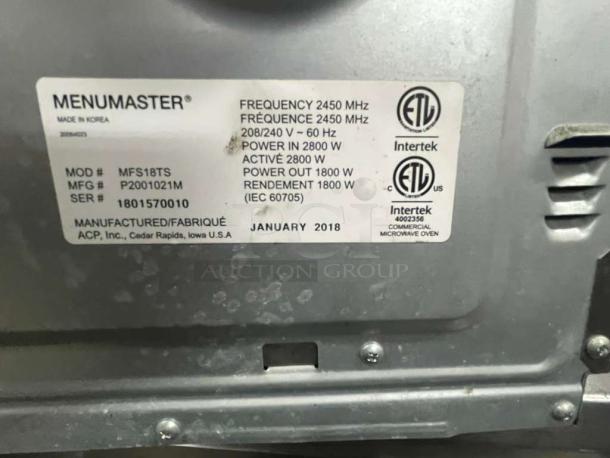 MENUMASTER®
MADE IN KOREA
20084023
MOD # MFS18TS
MFG # P2001021M
SER # 1801570010
MANUFACTURED/FABRIQUÉ
ACP, Inc., Cedar Rapids, Iowa U.S.A
FREQUENCY 2450 MHz
FRÉQUENCE 2450 MHz
208/240 V ~ 60 Hz
POWER IN 2800 W
ACTIVÉ 2800 W
POWER OUT 1800 W
RENDEMENT 1800 W
(IEC 60705)
JANUARY 2018
ETL
Intertek
C ETL US
Intertek
4002356
COMMERCIAL
MICROWAVE OVEN
AUCTION GROUP